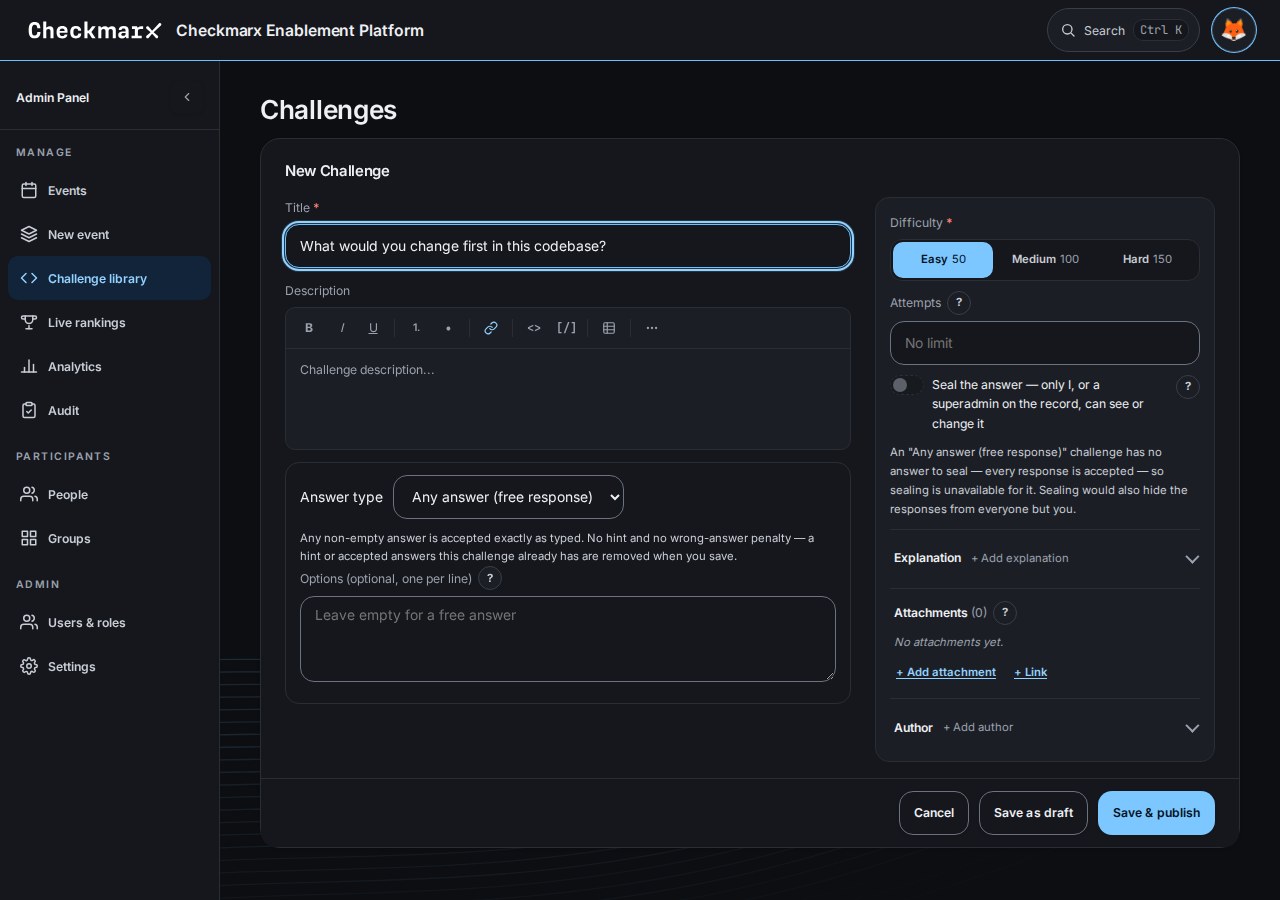 Checkmarx
Checkmarx Enablement Platform
Search Ctrl K
Admin Panel
MANAGE
Events
New event
Challenge library
Live rankings
Analytics
Audit
PARTICIPANTS
People
Groups
ADMIN
Users & roles
Settings
Challenges
New Challenge
Title *
What would you change first in this codebase?
Description
B I U 1. • <> [/] ...
Challenge description...
Answer type Any answer (free response)
Any non-empty answer is accepted exactly as typed. No hint and no wrong-answer penalty — a
hint or accepted answers this challenge already has are removed when you save.
Options (optional, one per line) ?
Leave empty for a free answer
Difficulty *
Easy 50 Medium 100 Hard 150
Attempts ?
No limit
Seal the answer — only I, or a ?
superadmin on the record, can see or
change it
An "Any answer (free response)" challenge has no
answer to seal — every response is accepted — so
sealing is unavailable for it. Sealing would also hide the
responses from everyone but you.
Explanation + Add explanation
Attachments (0) ?
No attachments yet.
+ Add attachment + Link
Author + Add author
Cancel Save as draft Save & publish